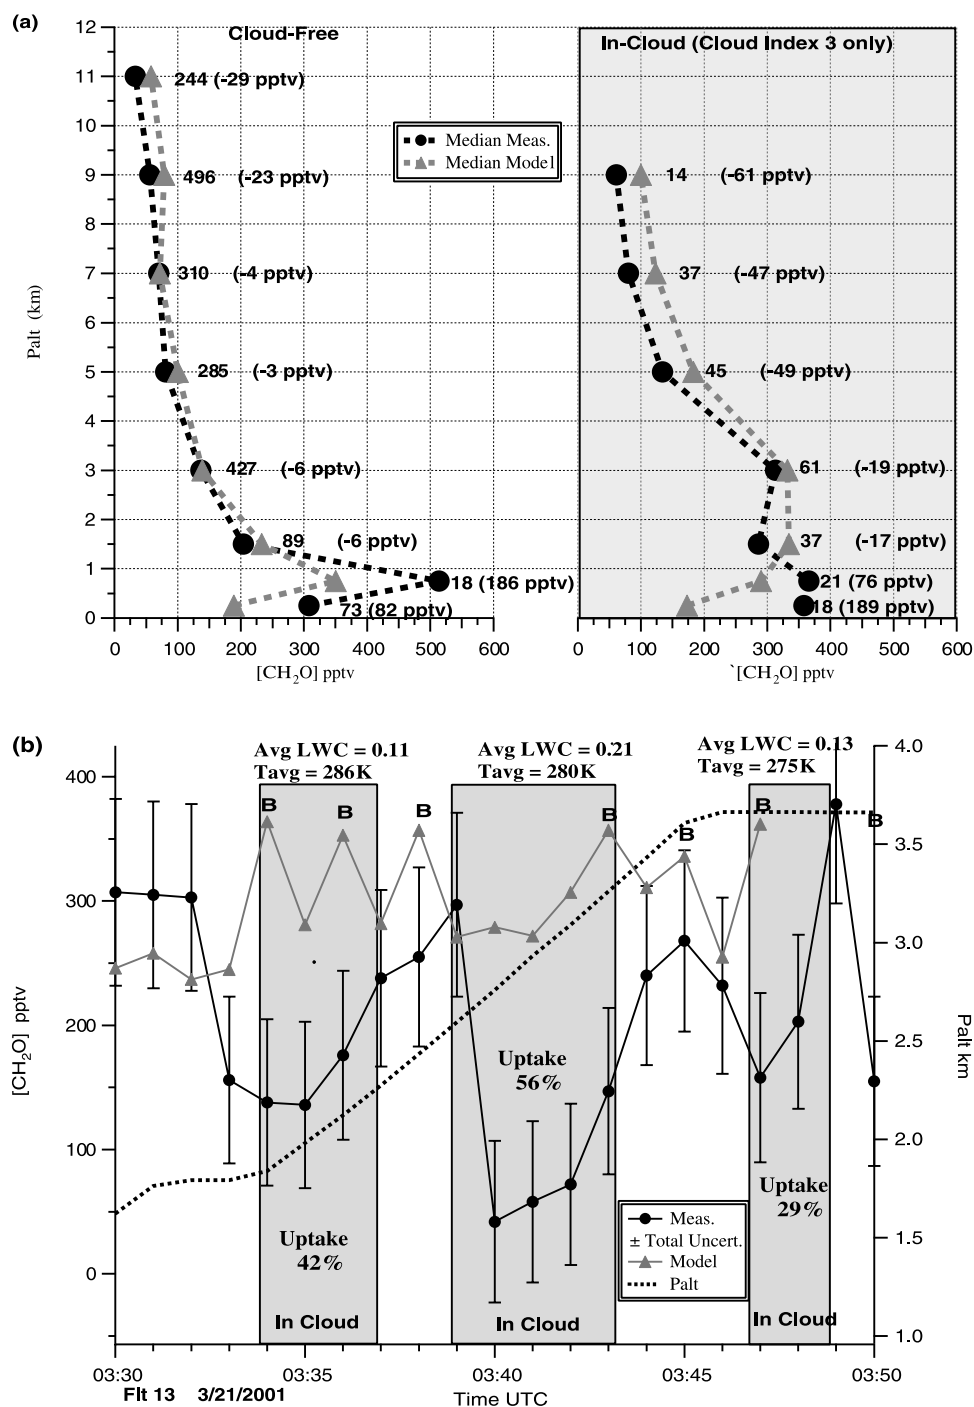 (a)
Cloud-Free
In-Cloud (Cloud Index 3 only)
12
11
10
9
8
7
6
5
4
3
2
1
0
Palt (km)
244 (-29 pptv)
496 (-23 pptv)
310 (-4 pptv)
285 (-3 pptv)
427 (-6 pptv)
89 (-6 pptv)
18 (186 pptv)
73 (82 pptv)
Median Meas.
Median Model
14 (-61 pptv)
37 (-47 pptv)
45 (-49 pptv)
61 (-19 pptv)
37 (-17 pptv)
21 (76 pptv)
18 (189 pptv)
0 100 200 300 400 500 600
0 100 200 300 400 500 600
[CH2O] pptv
`[CH2O] pptv
(b)
Avg LWC = 0.11
Tavg = 286K
Avg LWC = 0.21
Tavg = 280K
Avg LWC = 0.13
Tavg = 275K
400
300
200
100
0
[CH2O] pptv
4.0
3.5
3.0
2.5
2.0
1.5
1.0
Palt km
B
B
B
B
B
B
B
Uptake
42%
Uptake
56%
Uptake
29%
Meas.
± Total Uncert.
Model
Palt
In Cloud
In Cloud
In Cloud
03:30 03:35 03:40 03:45 03:50
Flt 13 3/21/2001
Time UTC